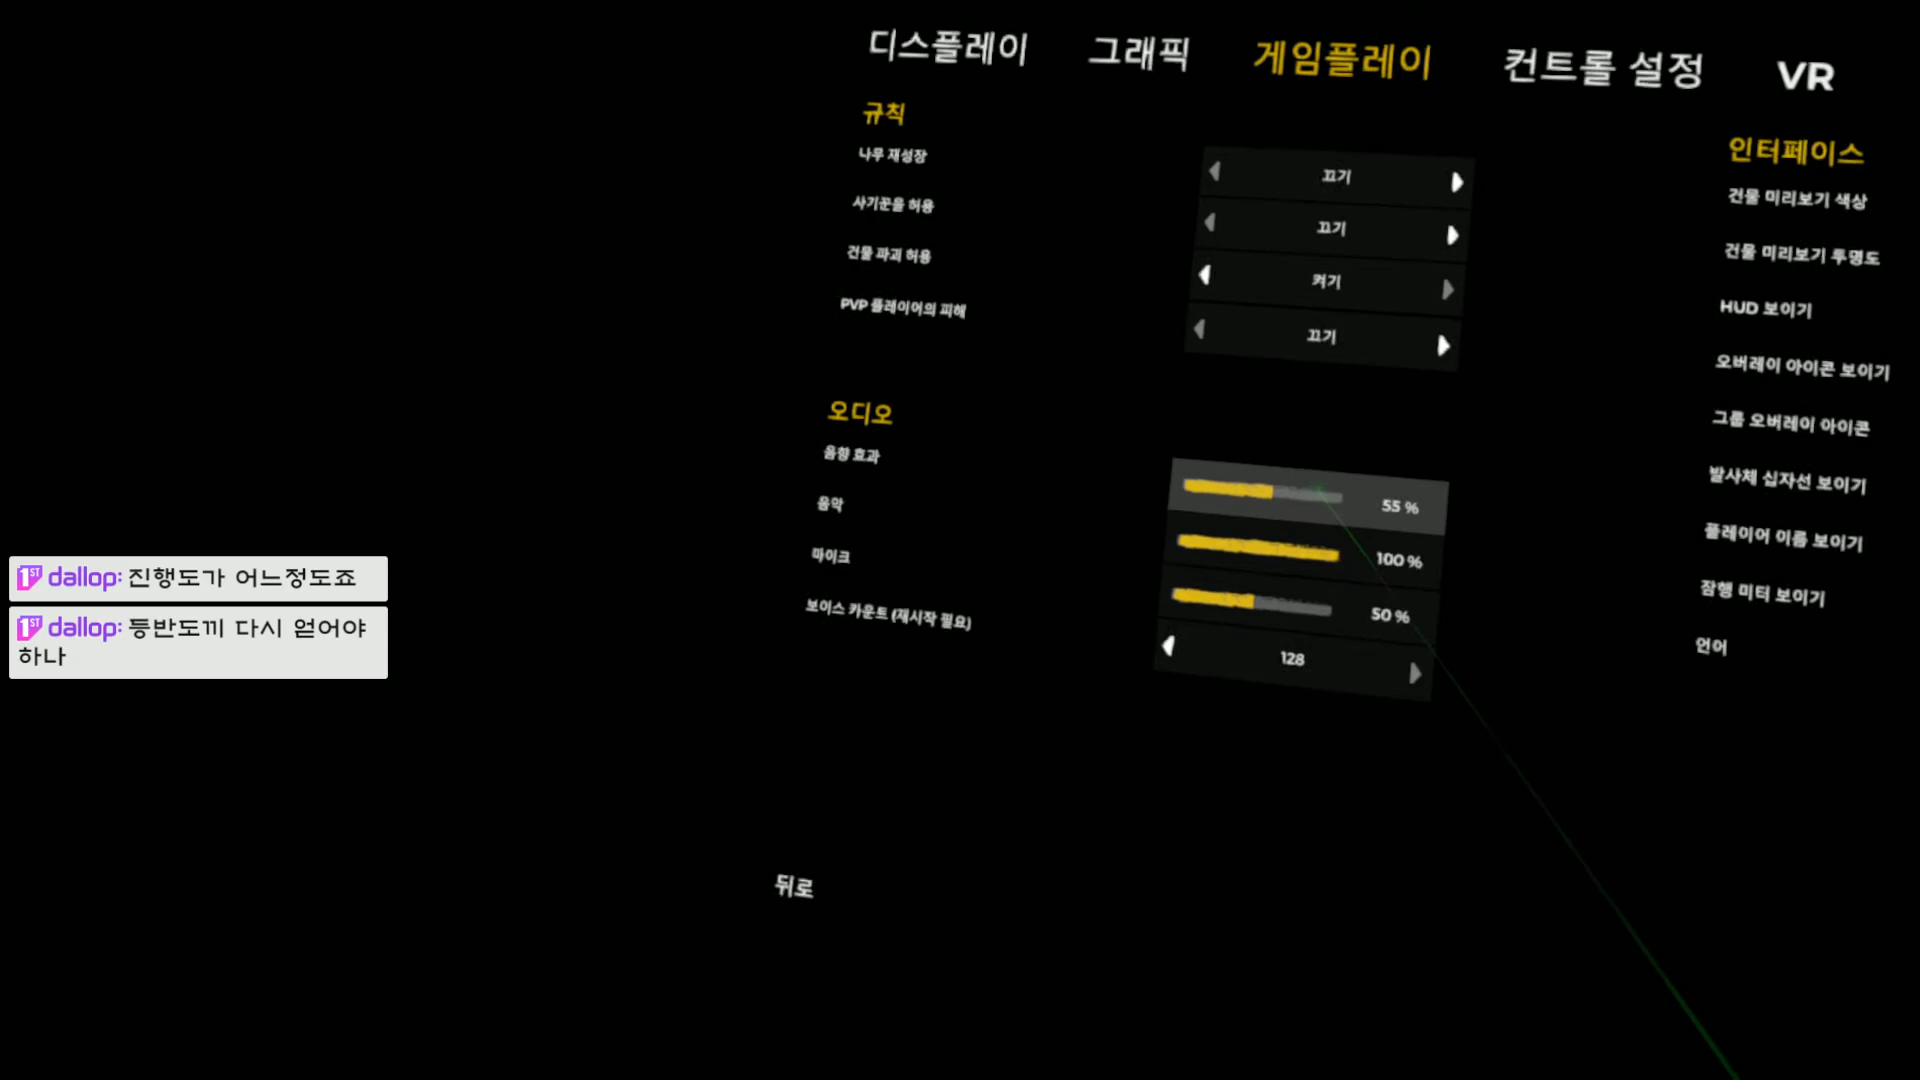 디스플레이 그래픽 게임플레이 컨트롤 설정 VR
규칙
나무 재성장 끄기
사기꾼을 허용 끄기
건물 파괴 허용 켜기
PVP 플레이어의 피해 끄기
오디오
음향 효과 55 %
음악 100 %
마이크 50 %
보이스 카운트 (재시작 필요) 128
인터페이스
건물 미리보기 색상
건물 미리보기 투명도
HUD 보이기
오버레이 아이콘 보이기
그룹 오버레이 아이콘
발사체 십자선 보이기
플레이어 이름 보이기
잠행 미터 보이기
언어
뒤로
1ST dallop: 진행도가 어느정도죠
1ST dallop: 등반도끼 다시 얻어야
하나